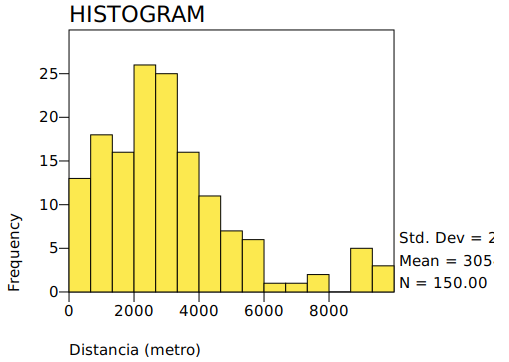 HISTOGRAM
25
20
15
10
5
0
Frequency
0 2000 4000 6000 8000
Distancia (metro)
Std. Dev =
Mean =
N = 150.00